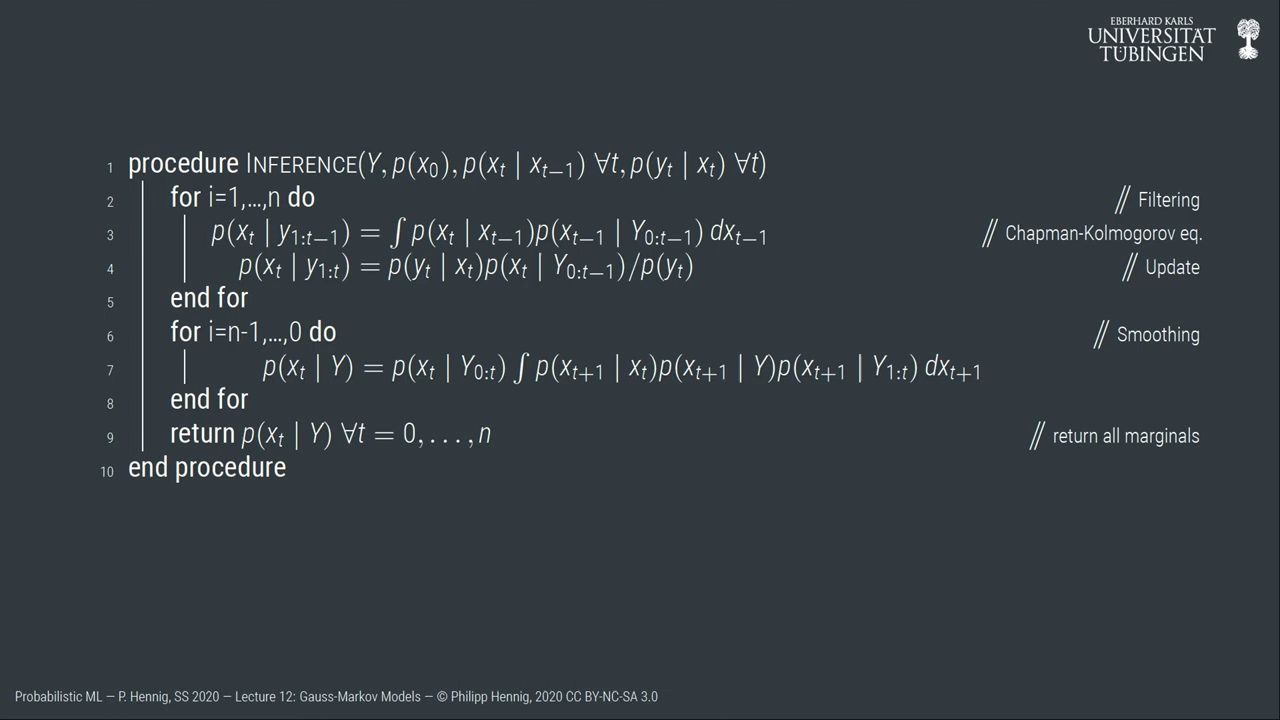 EBERHARD KARLS
UNIVERSITÄT
TÜBINGEN
1 procedure INFERENCE(Y, p(x₀), p(xₜ | xₜ₋₁) ∀t, p(yₜ | xₜ) ∀t)
2 for i=1,...,n do // Filtering
3 p(xₜ | y₁:ₜ₋₁) = ∫ p(xₜ | xₜ₋₁)p(xₜ₋₁ | Y₀:ₜ₋₁) dxₜ₋₁ // Chapman-Kolmogorov eq.
4 p(xₜ | y₁:ₜ) = p(yₜ | xₜ)p(xₜ | Y₀:ₜ₋₁)/p(yₜ) // Update
5 end for
6 for i=n-1,...,0 do // Smoothing
7 p(xₜ | Y) = p(xₜ | Y₀:ₜ) ∫ p(xₜ₊₁ | xₜ)p(xₜ₊₁ | Y)p(xₜ₊₁ | Y₁:ₜ) dxₜ₊₁
8 end for
9 return p(xₜ | Y) ∀t = 0, . . . , n // return all marginals
10 end procedure
Probabilistic ML — P. Hennig, SS 2020 — Lecture 12: Gauss-Markov Models — © Philipp Hennig, 2020 CC BY-NC-SA 3.0